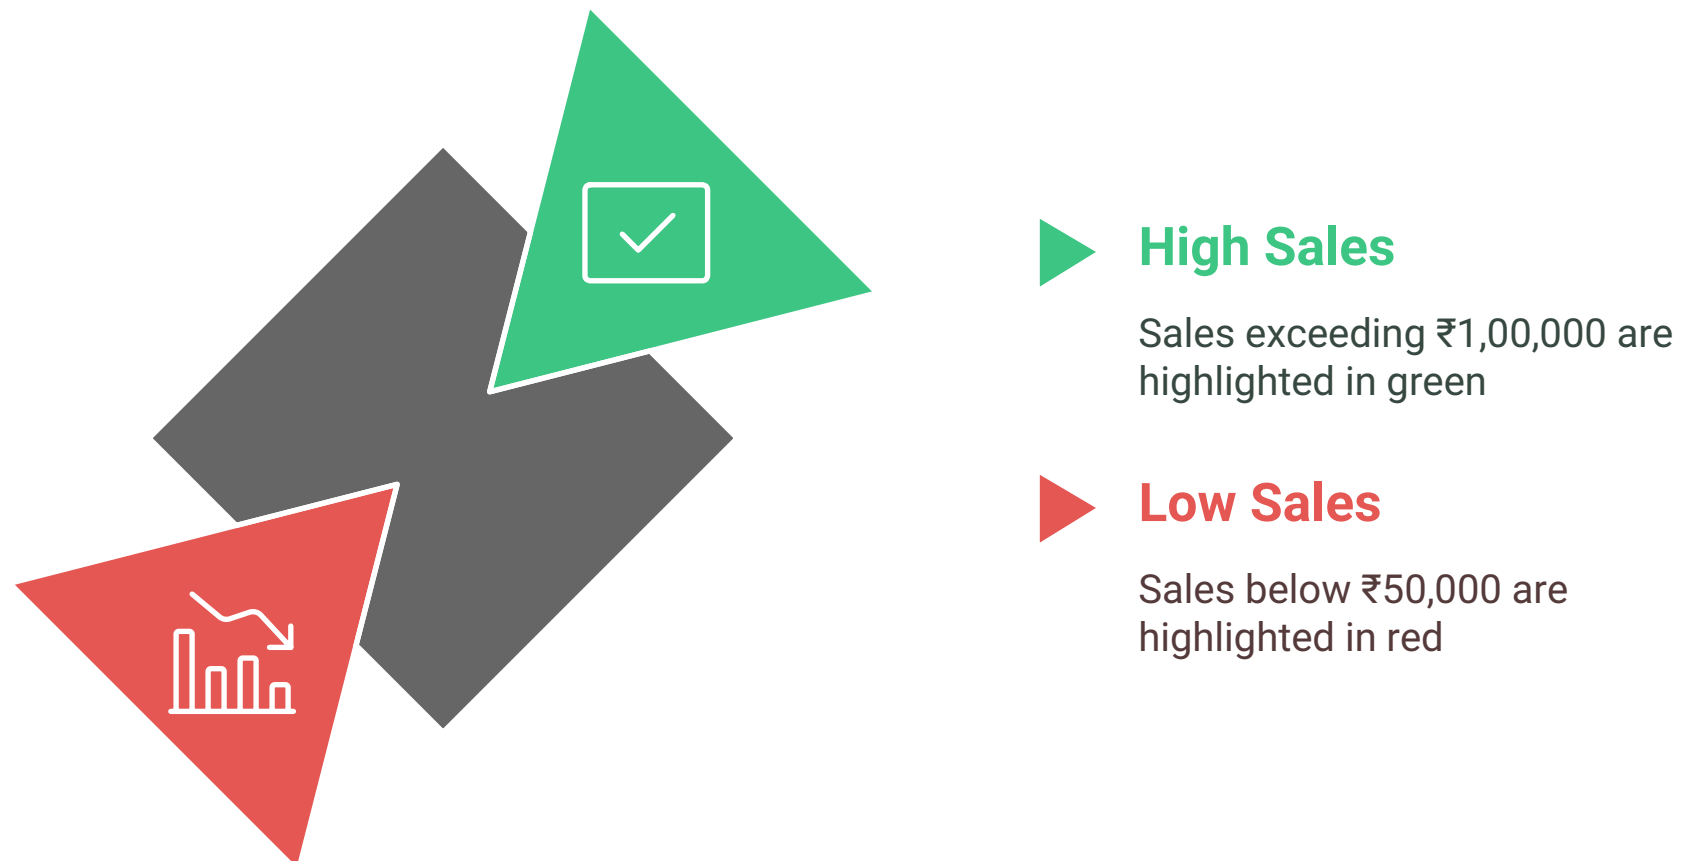 High Sales
Sales exceeding ₹1,00,000 are
highlighted in green
Low Sales
Sales below ₹50,000 are
highlighted in red